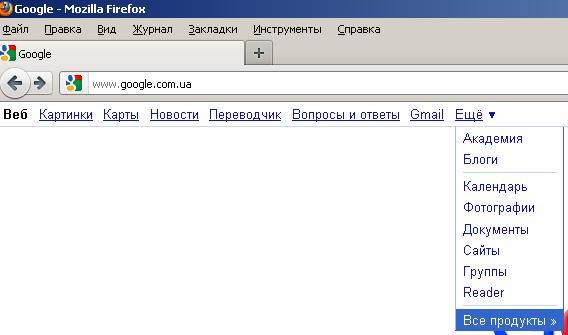 Google - Mozilla Firefox
Файл Правка Вид Журнал Закладки Инструменты Справка
Google
www.google.com.ua
Веб Картинки Карты Новости Переводчик Вопросы и ответы Gmail Ещё ▼
Академия
Блоги
Календарь
Фотографии
Документы
Сайты
Группы
Reader
Все продукты »